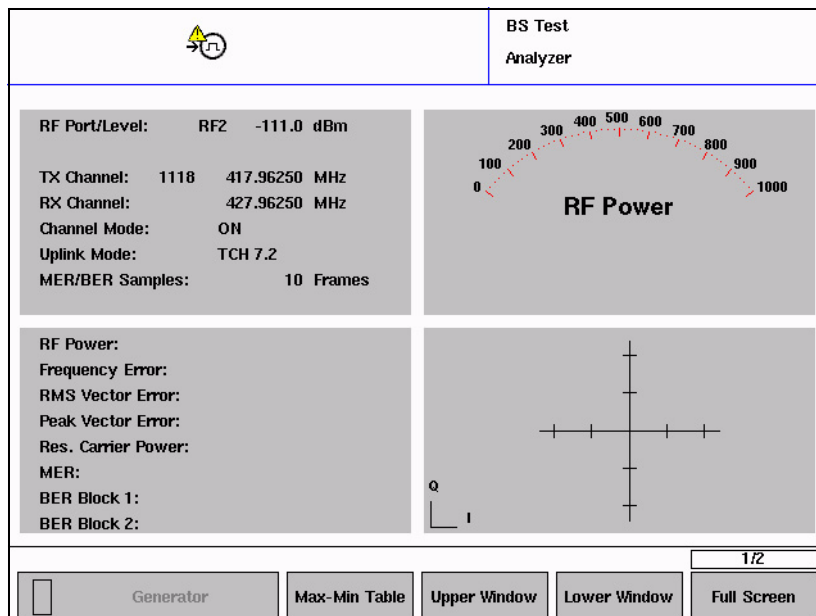 BS Test
Analyzer
RF Port/Level: RF2 -111.0 dBm
TX Channel: 1118 417.96250 MHz
RX Channel: 427.96250 MHz
Channel Mode: ON
Uplink Mode: TCH 7.2
MER/BER Samples: 10 Frames
0 100 200 300 400 500 600 700 800 900 1000
RF Power
RF Power:
Frequency Error:
RMS Vector Error:
Peak Vector Error:
Res. Carrier Power:
MER:
BER Block 1:
BER Block 2:
Q
I
1/2
Generator
Max-Min Table
Upper Window
Lower Window
Full Screen